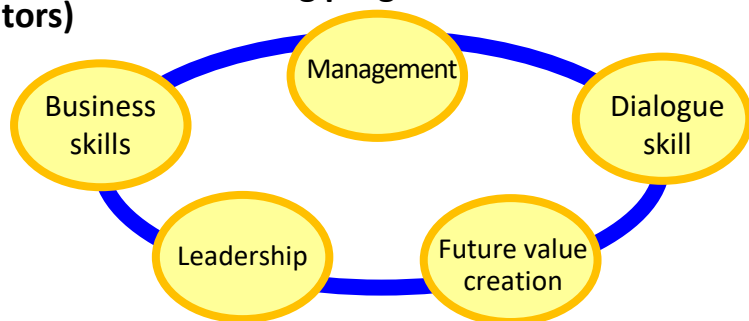 tors)
Management
Business
skills
Dialogue
skill
Leadership
Future value
creation